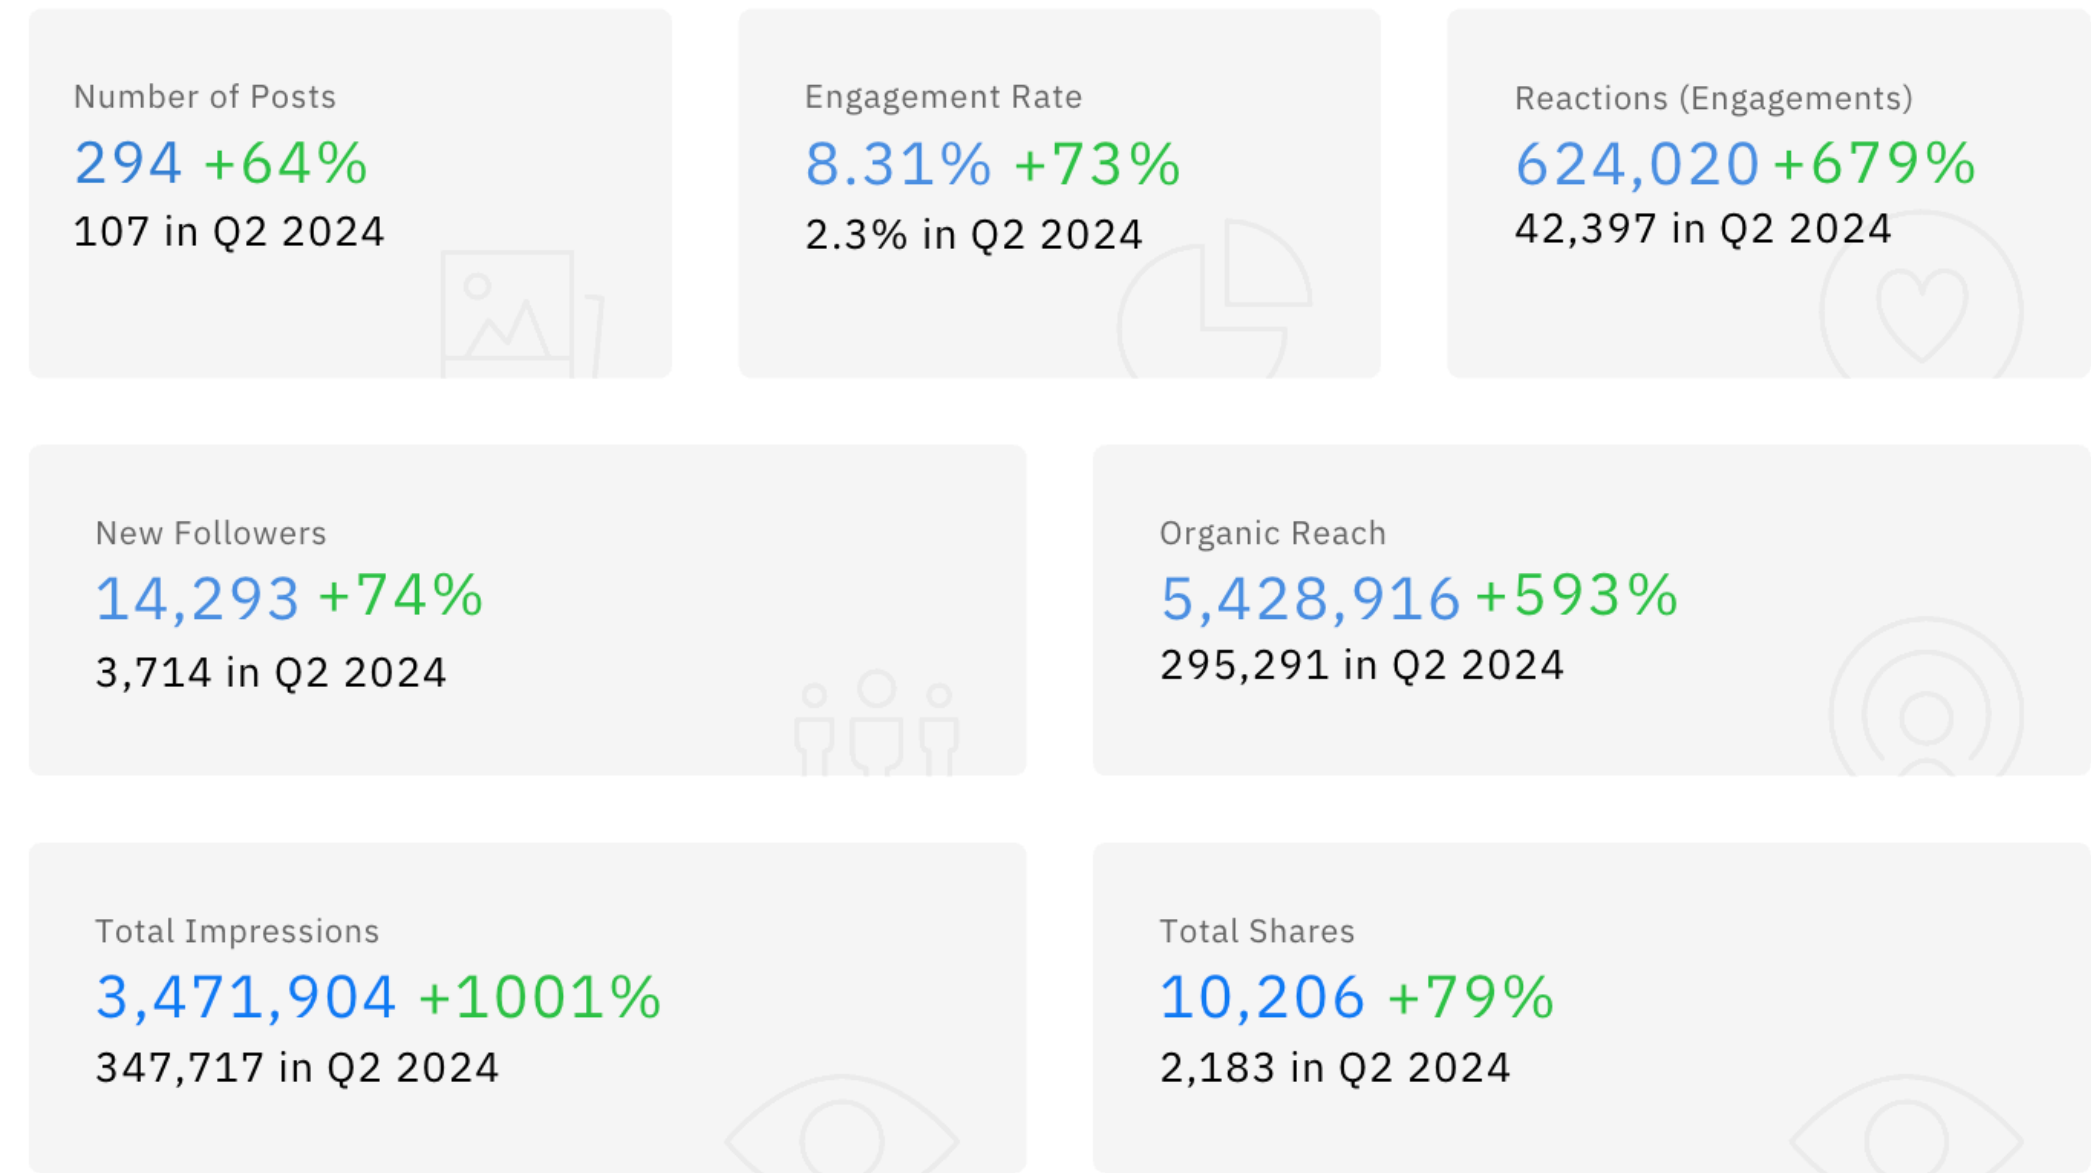 Number of Posts
294 +64%
107 in Q2 2024
Engagement Rate
8.31% +73%
2.3% in Q2 2024
Reactions (Engagements)
624,020 +679%
42,397 in Q2 2024
New Followers
14,293 +74%
3,714 in Q2 2024
Organic Reach
5,428,916 +593%
295,291 in Q2 2024
Total Impressions
3,471,904 +1001%
347,717 in Q2 2024
Total Shares
10,206 +79%
2,183 in Q2 2024